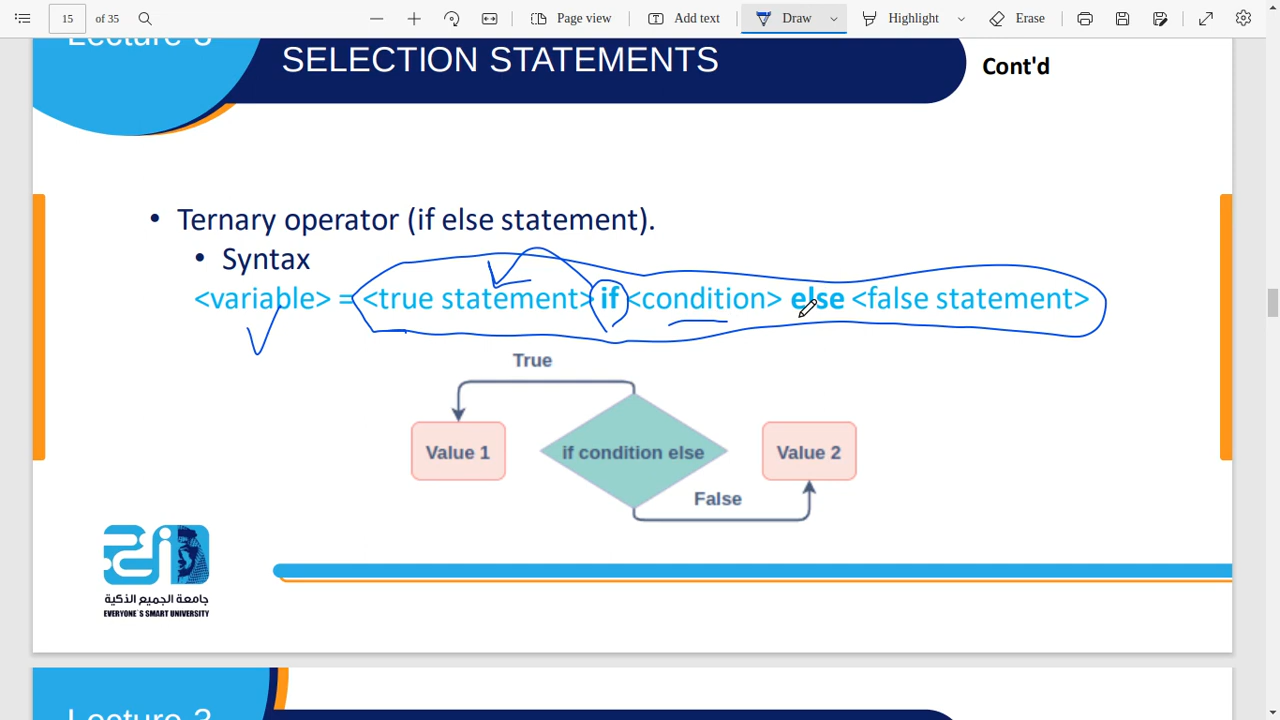 15 of 35 Page view Add text Draw Highlight Erase
Lecture 3
SELECTION STATEMENTS
Cont'd
• Ternary operator (if else statement).
• Syntax
<variable> = <true statement> if <condition> else <false statement>
True
Value 1
if condition else
Value 2
False
جامعة الجميع الذكية
EVERYONE`S SMART UNIVERSITY
Lecture 3